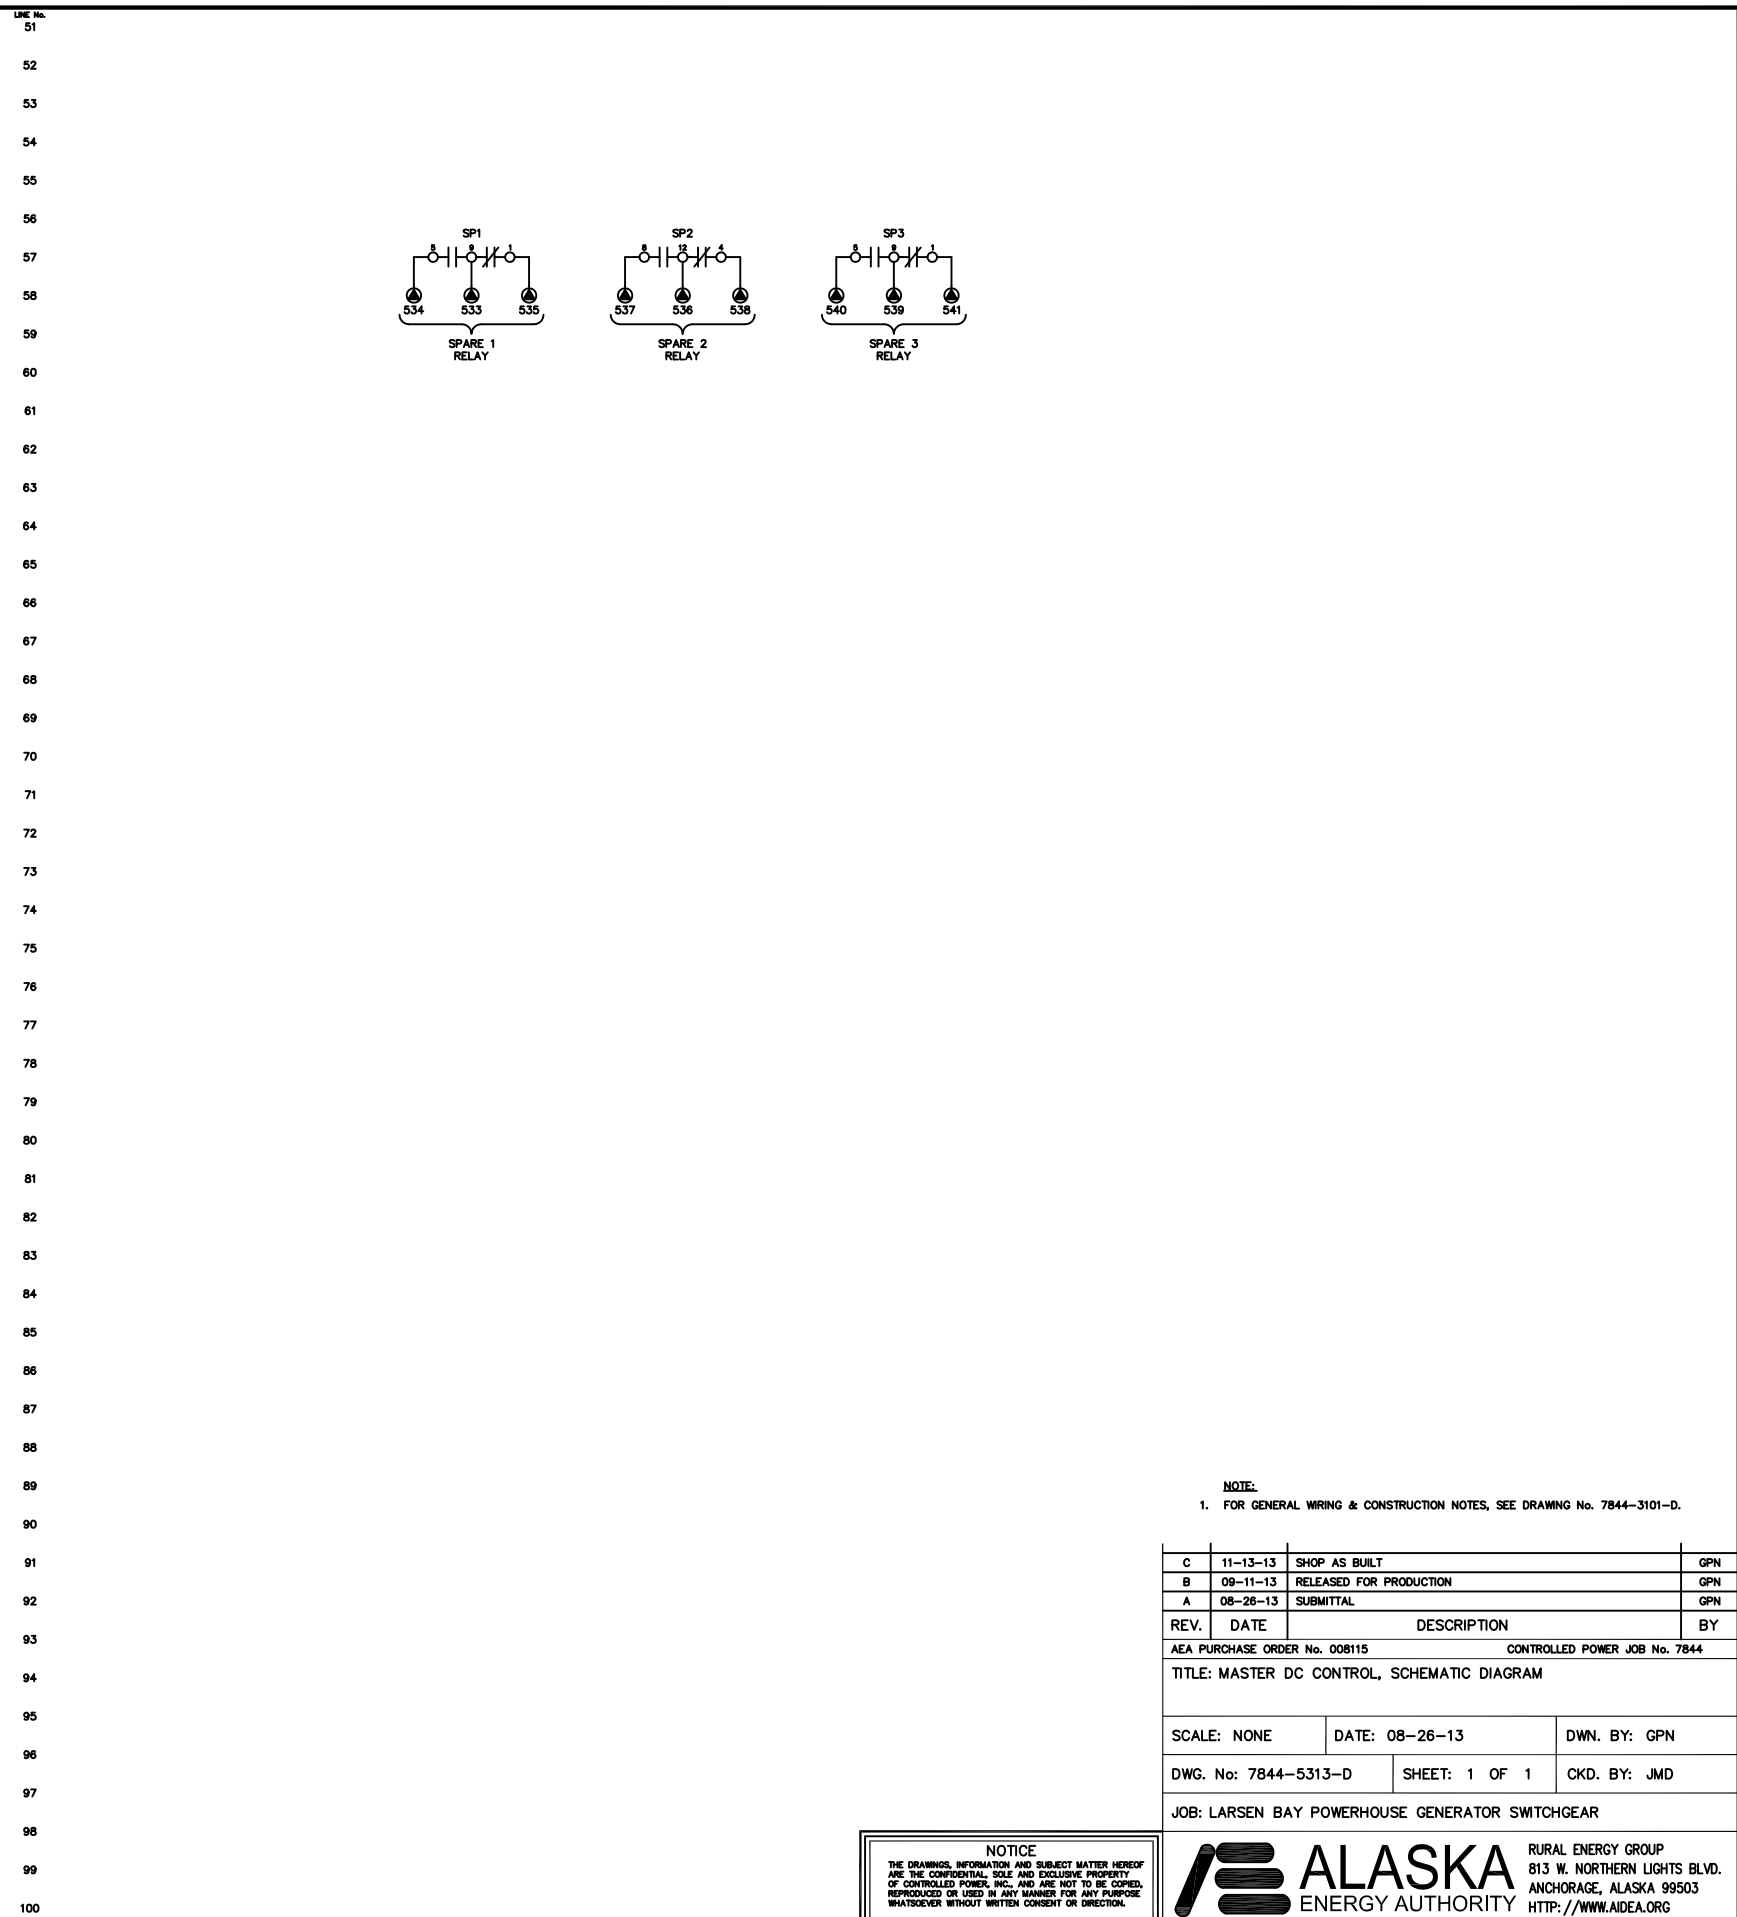 LINE No.
51
52
53
54
55
56
SP1 SP2 SP3
57 5 9 1 8 12 4 5 9 1
58
534 533 535 537 536 538 540 539 541
59
SPARE 1 SPARE 2 SPARE 3
RELAY RELAY RELAY
60
61
62
63
64
65
66
67
68
69
70
71
72
73
74
75
76
77
78
79
80
81
82
83
84
85
86
87
88
89
90
91
92
93
94
95
96
97
98
99
100
NOTE:
1. FOR GENERAL WIRING & CONSTRUCTION NOTES, SEE DRAWING No. 7844-3101-D.
C 11-13-13 SHOP AS BUILT GPN
B 09-11-13 RELEASED FOR PRODUCTION GPN
A 08-26-13 SUBMITTAL GPN
REV. DATE DESCRIPTION BY
AEA PURCHASE ORDER No. 008115 CONTROLLED POWER JOB No. 7844
TITLE: MASTER DC CONTROL, SCHEMATIC DIAGRAM
SCALE: NONE DATE: 08-26-13 DWN. BY: GPN
DWG. No: 7844-5313-D SHEET: 1 OF 1 CKD. BY: JMD
JOB: LARSEN BAY POWERHOUSE GENERATOR SWITCHGEAR
NOTICE
THE DRAWINGS, INFORMATION AND SUBJECT MATTER HEREOF
ARE THE CONFIDENTIAL, SOLE AND EXCLUSIVE PROPERTY
OF CONTROLLED POWER, INC., AND ARE NOT TO BE COPIED,
REPRODUCED OR USED IN ANY MANNER FOR ANY PURPOSE
WHATSOEVER WITHOUT WRITTEN CONSENT OR DIRECTION.
ALASKA
ENERGY AUTHORITY
RURAL ENERGY GROUP
813 W. NORTHERN LIGHTS BLVD.
ANCHORAGE, ALASKA 99503
HTTP://WWW.AIDEA.ORG